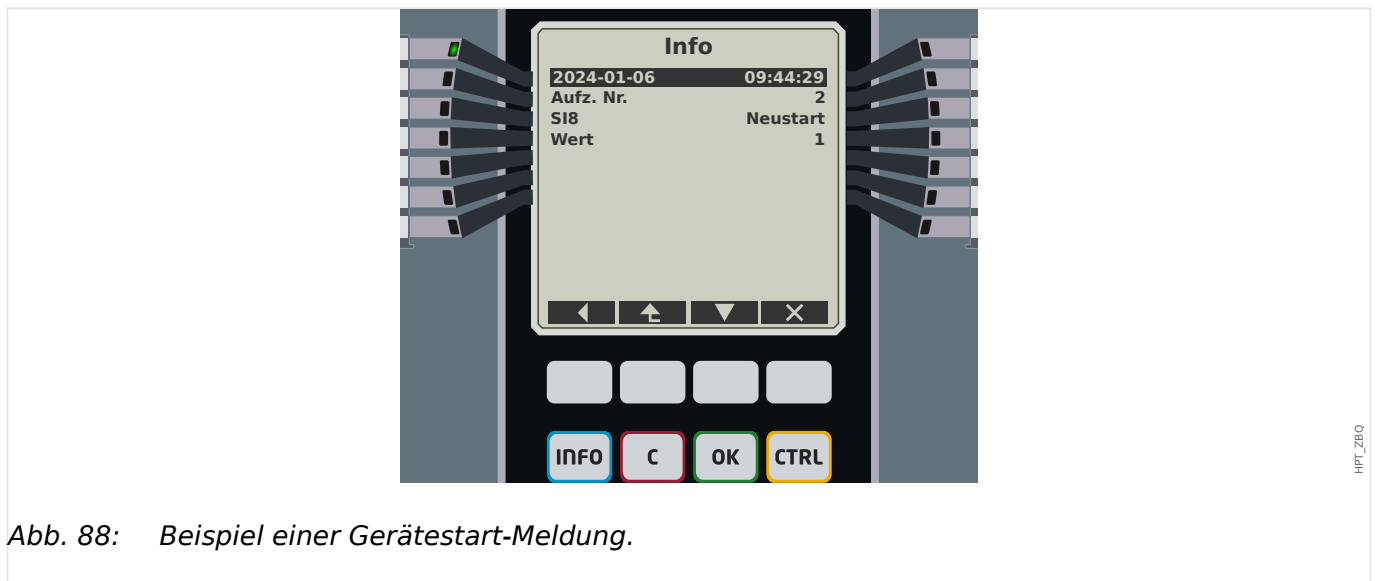 Info
2024-01-06 09:44:29
Aufz. Nr. 2
SI8 Neustart
Wert 1
INFO C OK CTRL
HPT_ZBQ
Abb. 88: Beispiel einer Gerätestart-Meldung.